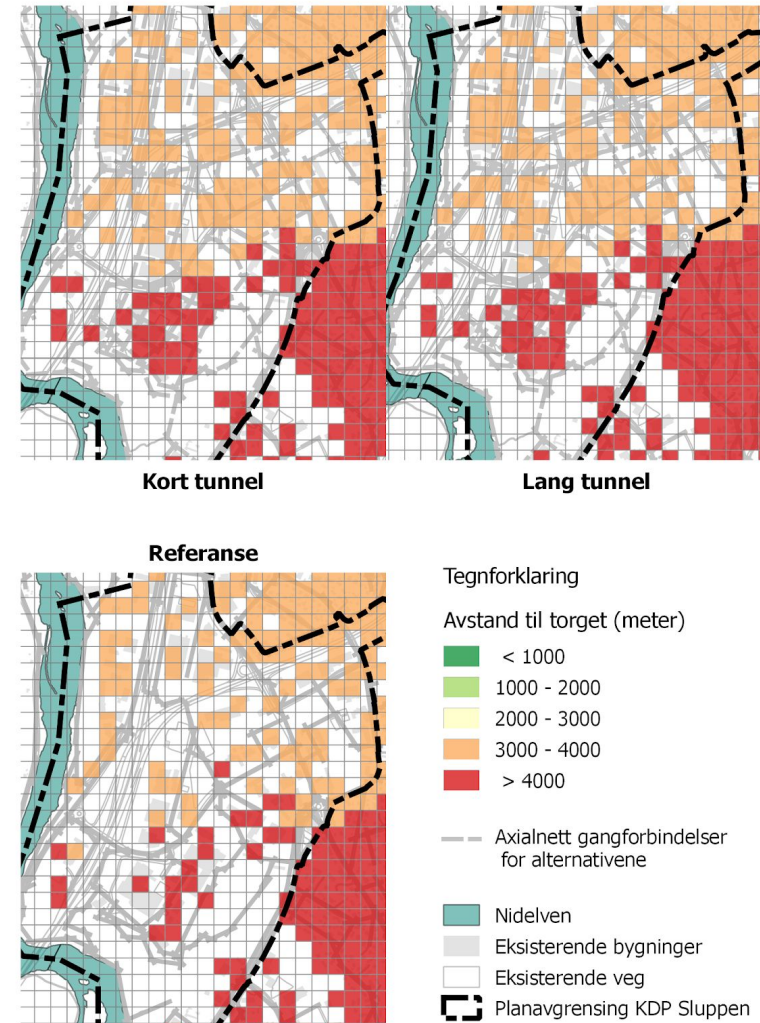 Kort tunnel
Lang tunnel
Referanse
Tegnforklaring
Avstand til torget (meter)
< 1000
1000 - 2000
2000 - 3000
3000 - 4000
> 4000
Axialnett gangforbindelser
for alternativene
Nidelven
Eksisterende bygninger
Eksisterende veg
Planavgrensing KDP Sluppen